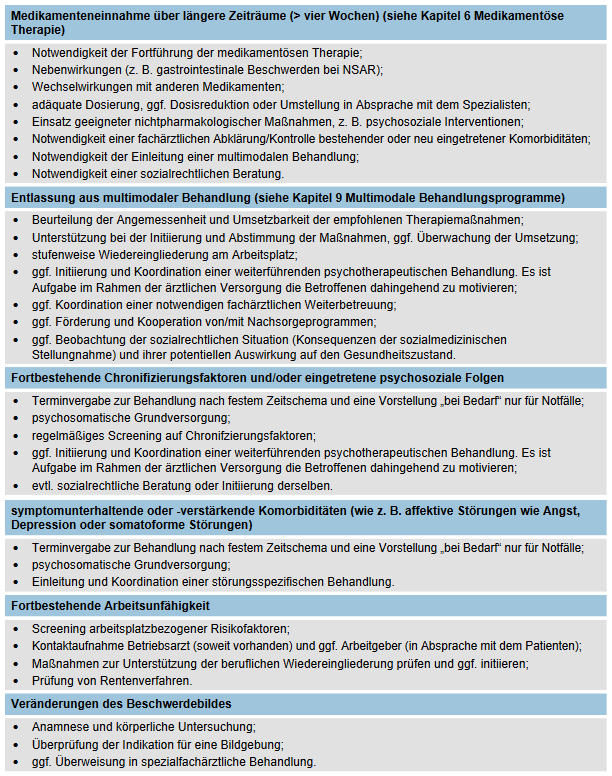 Medikamenteneinnahme über längere Zeiträume (> vier Wochen) (siehe Kapitel 6 Medikamentöse
Therapie)
• Notwendigkeit der Fortführung der medikamentösen Therapie;
• Nebenwirkungen (z. B. gastrointestinale Beschwerden bei NSAR);
• Wechselwirkungen mit anderen Medikamenten;
• adäquate Dosierung, ggf. Dosisreduktion oder Umstellung in Absprache mit dem Spezialisten;
• Einsatz geeigneter nichtpharmakologischer Maßnahmen, z. B. psychosoziale Interventionen;
• Notwendigkeit einer fachärztlichen Abklärung/Kontrolle bestehender oder neu eingetretener Komorbiditäten;
• Notwendigkeit der Einleitung einer multimodalen Behandlung;
• Notwendigkeit einer sozialrechtlichen Beratung.
Entlassung aus multimodaler Behandlung (siehe Kapitel 9 Multimodale Behandlungsprogramme)
• Beurteilung der Angemessenheit und Umsetzbarkeit der empfohlenen Therapiemaßnahmen;
• Unterstützung bei der Initiierung und Abstimmung der Maßnahmen, ggf. Überwachung der Umsetzung;
• stufenweise Wiedereingliederung am Arbeitsplatz;
• ggf. Initiierung und Koordination einer weiterführenden psychotherapeutischen Behandlung. Es ist
Aufgabe im Rahmen der ärztlichen Versorgung die Betroffenen dahingehend zu motivieren;
• ggf. Koordination einer notwendigen fachärztlichen Weiterbetreuung;
• ggf. Förderung und Kooperation von/mit Nachsorgeprogrammen;
• ggf. Beobachtung der sozialrechtlichen Situation (Konsequenzen der sozialmedizinischen
Stellungnahme) und ihrer potentiellen Auswirkung auf den Gesundheitszustand.
Fortbestehende Chronifizierungsfaktoren und/oder eingetretene psychosoziale Folgen
• Terminvergabe zur Behandlung nach festem Zeitschema und eine Vorstellung „bei Bedarf“ nur für Notfälle;
• psychosomatische Grundversorgung;
• regelmäßiges Screening auf Chronifzierungsfaktoren;
• ggf. Initiierung und Koordination einer weiterführenden psychotherapeutischen Behandlung. Es ist
Aufgabe im Rahmen der ärztlichen Versorgung die Betroffenen dahingehend zu motivieren;
• evtl. sozialrechtliche Beratung oder Initiierung derselben.
symptomunterhaltende oder -verstärkende Komorbiditäten (wie z. B. affektive Störungen wie Angst,
Depression oder somatoforme Störungen)
• Terminvergabe zur Behandlung nach festem Zeitschema und eine Vorstellung „bei Bedarf“ nur für Notfälle;
• psychosomatische Grundversorgung;
• Einleitung und Koordination einer störungsspezifischen Behandlung.
Fortbestehende Arbeitsunfähigkeit
• Screening arbeitsplatzbezogener Risikofaktoren;
• Kontaktaufnahme Betriebsarzt (soweit vorhanden) und ggf. Arbeitgeber (in Absprache mit dem Patienten);
• Maßnahmen zur Unterstützung der beruflichen Wiedereingliederung prüfen und ggf. initiieren;
• Prüfung von Rentenverfahren.
Veränderungen des Beschwerdebildes
• Anamnese und körperliche Untersuchung;
• Überprüfung der Indikation für eine Bildgebung;
• ggf. Überweisung in spezialfachärztliche Behandlung.